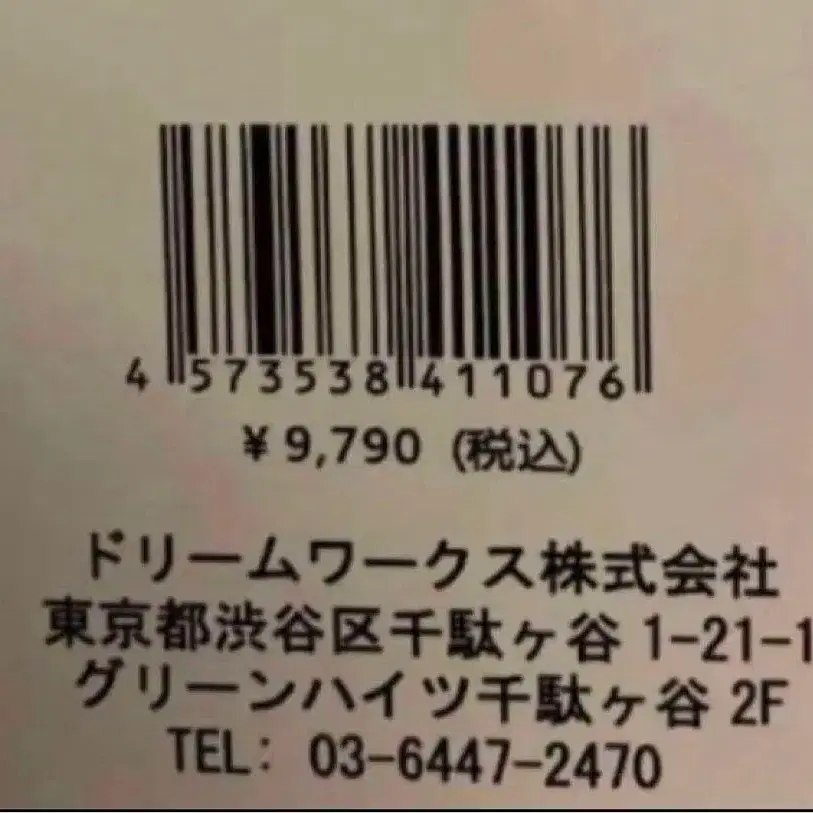 4 573538 411076
¥ 9,790 (税込)
ドリームワークス株式会社
東京都渋谷区千駄ヶ谷 1-21-1
グリーンハイツ千駄ヶ谷 2F
TEL: 03-6447-2470